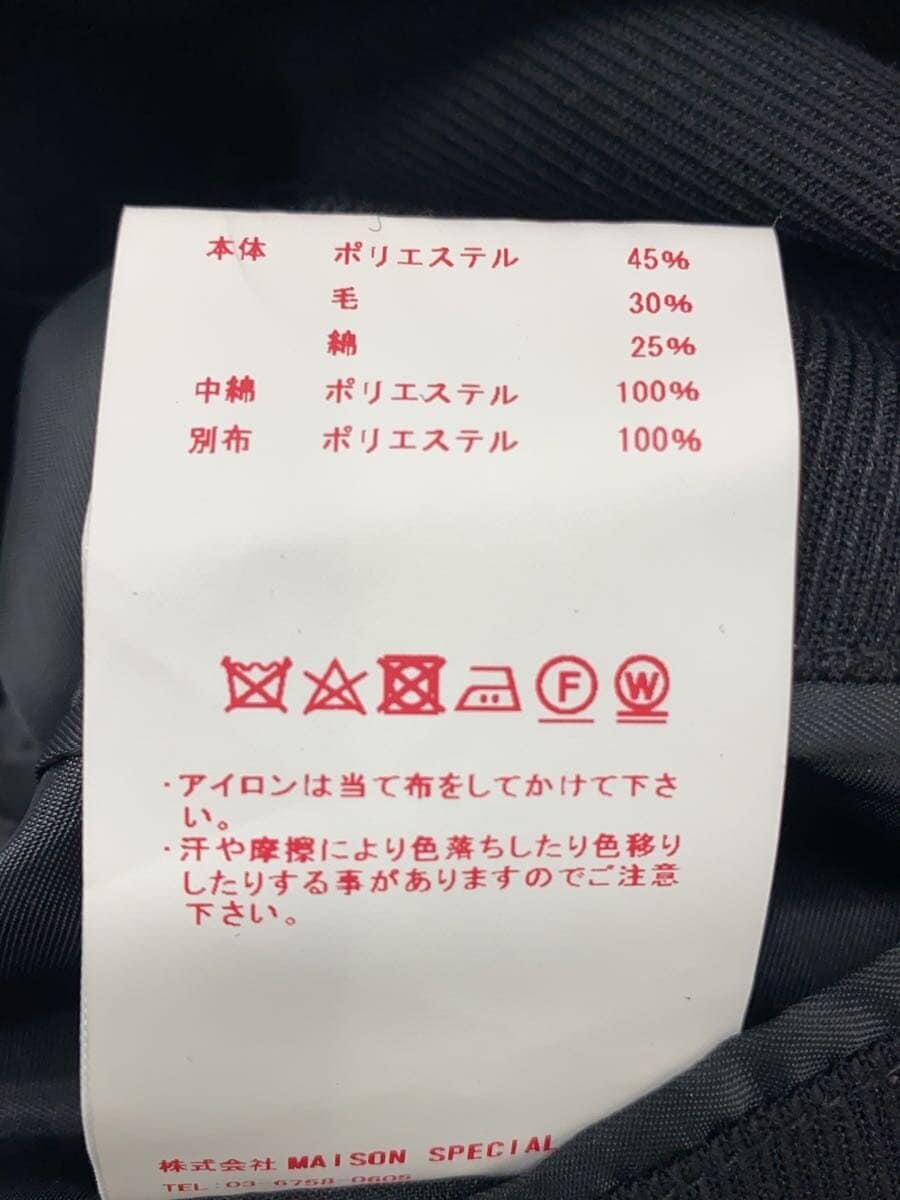 本体 ポリエステル 45%
毛 30%
綿 25%
中綿 ポリエステル 100%
別布 ポリエステル 100%
F W
・アイロンは当て布をしてかけて下さ
い。
・汗や摩擦により色落ちしたり色移り
したりする事がありますのでご注意
下さい。
株式会社 MAISON SPECIAL
TEL:03-6758-0605